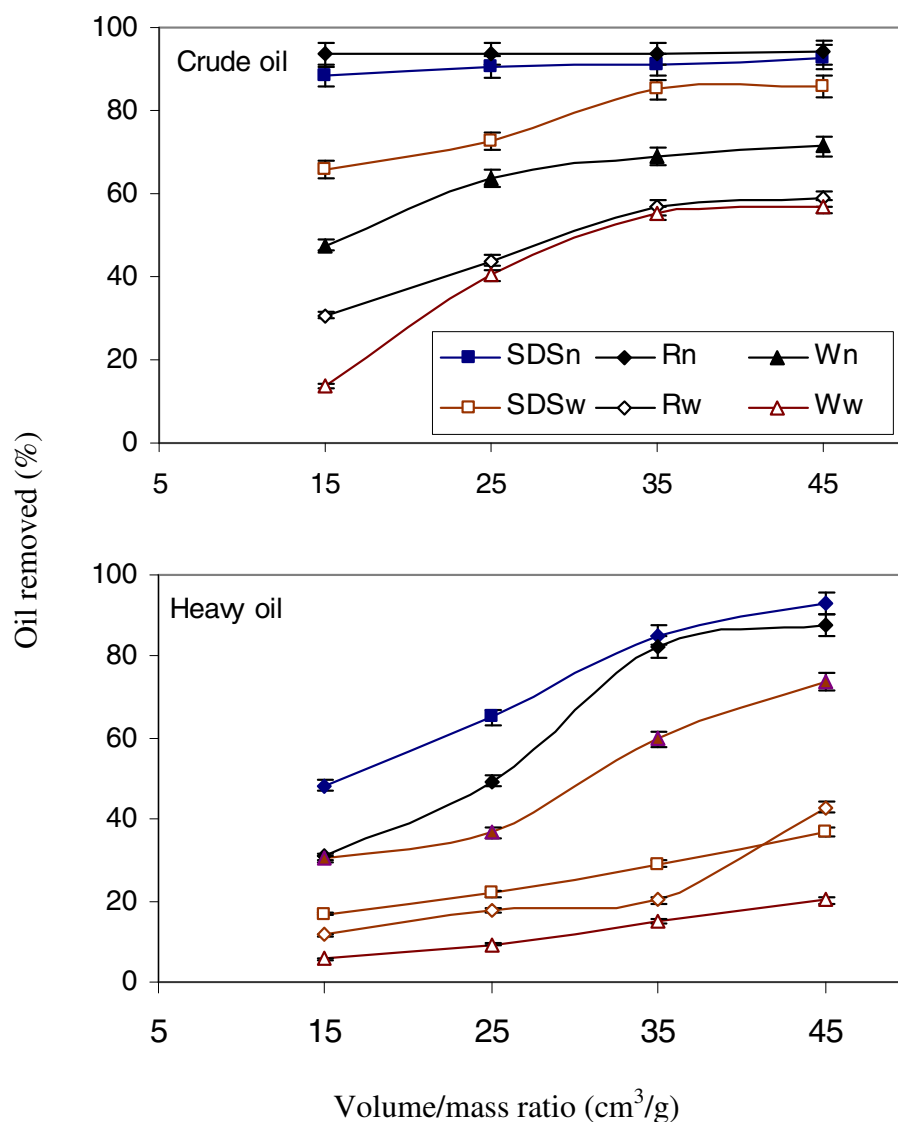 100
80
60
40
20
0
Crude oil
SDSn Rn Wn
SDSw Rw Ww
5 15 25 35 45
Oil removed (%)
100
80
60
40
20
0
Heavy oil
5 15 25 35 45
Volume/mass ratio (cm³/g)